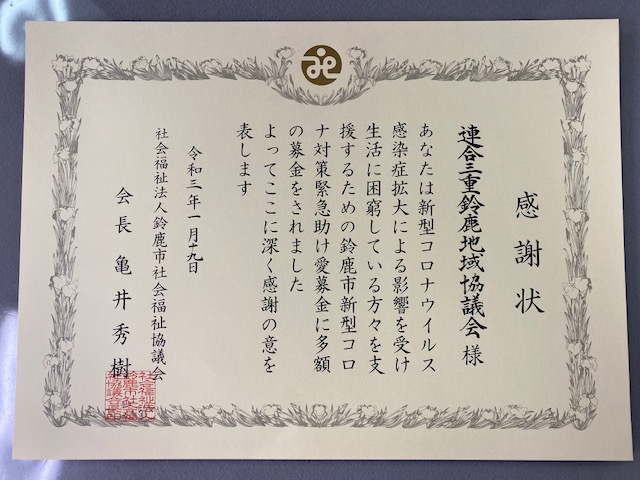 感謝状
連合三重鈴鹿地域協議会 様
あなたは新型コロナウイルス
感染症拡大による影響を受け
生活に困窮している方々を支
援するための鈴鹿市新型コロ
ナ対策緊急助け愛募金に多額
の募金をされました
よってここに深く感謝の意を
表します
令和三年一月十九日
社会福祉法人鈴鹿市社会福祉協議会
会長 亀井秀樹